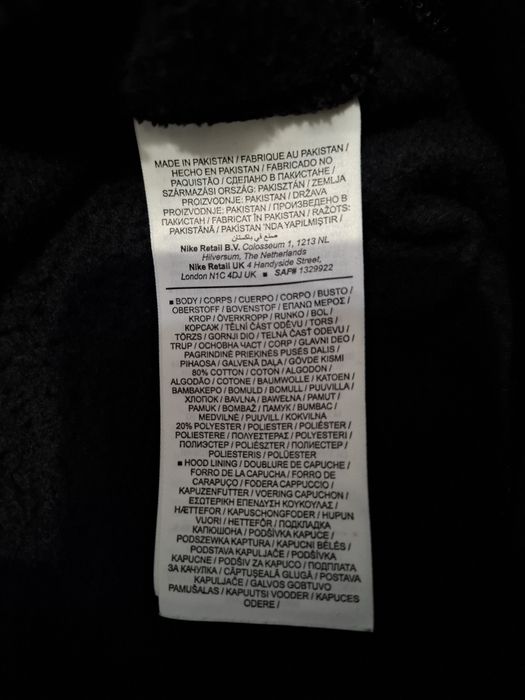 MADE IN PAKISTAN / FABRIQUE AU PAKISTAN /
HECHO EN PAKISTAN / FABRICADO NO
PAQUISTÃO / СДЕЛАНО В ПАКИСТАНЕ /
SZÁRMAZÁSI ORSZÁG: PAKISZTÁN / ZEMLJA
PROIZVODNJE: PAKISTAN / DRŽAVA
PROIZVODNJE: PAKISTAN / ПРОИЗВЕДЕНО В
ПАКИСТАН / FABRICAT ÎN PAKISTAN / RAŽOTS:
PAKISTĀNĀ / PAKISTAN 'NDA YAPILMIŞTIR /
صنع في باكستان
Nike Retail B.V. Colosseum 1, 1213 NL
Hilversum, The Netherlands
Nike Retail UK 4 Handyside Street,
London N1C 4DJ UK ■ SAF# 1329922
■ BODY / CORPS / CUERPO / CORPO / BUSTO /
OBERSTOFF / BOVENSTOF / ΕΠΑΝΩ ΜΕΡΟΣ /
KROP / ÖVERKROPP / RUNKO / BOL /
КОРСАЖ / TĚLNÍ ČÁST ODĚVU / TORS /
TÖRZS / GORNJI DIO / TELNÁ ČASŤ ODEVU /
TRUP / ОСНОВНА ЧАСТ / CORP / GLAVNI DEO /
PAGRINDINĖ PRIEKINĖS PUSĖS DALIS /
PIHAOSA / GALVENĀ DAĻA / GÖVDE KISMI
80% COTTON / COTON / ALGODON /
ALGODÃO / COTONE / BAUMWOLLE / KATOEN /
ΒΑΜΒΑΚΕΡΟ / BOMULD / BOMULL / PUUVILLA /
ХЛОПОК / BAVLNA / BAWEŁNA / PAMUT /
PAMUK / BOMBAŽ / ПАМУК / BUMBAC /
MEDVILNĖ / PUUVILL / KOKVILNA
20% POLYESTER / POLIESTER / POLIÉSTER /
POLIESTERE / ΠΟΛΥΕΣΤΕΡΑΣ / POLYESTERI /
ПОЛИЭСТЕР / POLIÉSZTER / ПОЛИЕСТЕР /
POLIESTERIS / POLÜESTER
■ HOOD LINING / DOUBLURE DE CAPUCHE /
FORRO DE LA CAPUCHA / FORRO DE
CARAPUÇO / FODERA CAPPUCCIO /
KAPUZENFUTTER / VOERING CAPUCHON /
ΕΣΩΤΕΡΙΚΗ ΕΠΕΝΔΥΣΗ ΚΟΥΚΟΥΛΑΣ /
HÆTTEFOR / KAPUSCHONGFODER / HUPUN
VUORI / HETTEFÔR / ПОДКЛАДКА
КАПЮШОНА / PODŠÍVKA KAPUCE /
PODSZEWKA KAPTURA / KAPUCNI BÉLÉS /
PODSTAVA KAPULJAČE / PODŠÍVKA
KAPUCNE / PODŠIV ZA KAPUCO / ПОДПЛАТА
ЗА КАЧУЛКА / CĂPTUŞEALĂ GLUGĂ / POSTAVA
KAPULJAČE / GALVOS GOBTUVO
PAMUŠALAS / KAPUUTSI VOODER / KAPUCES
ODERE /